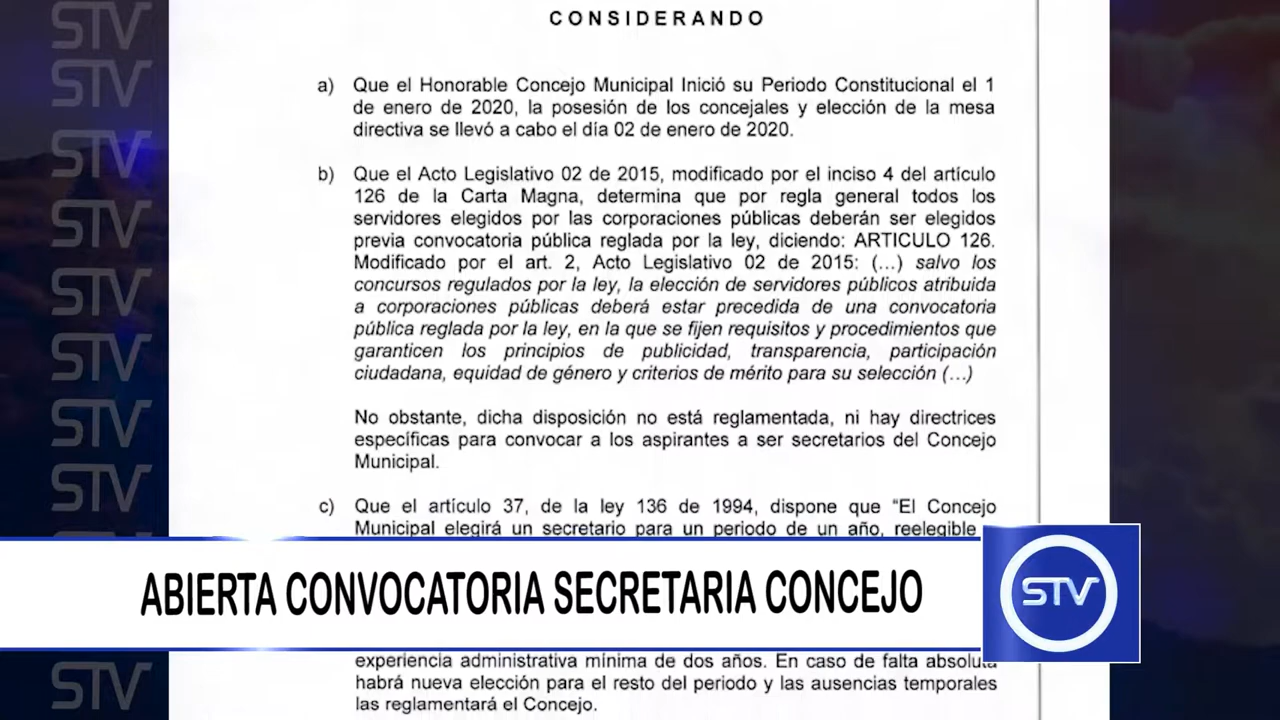 STV
STV
STV
STV
STV
STV
STV
STV
STV
CONSIDERANDO
a) Que el Honorable Concejo Municipal Inició su Periodo Constitucional el 1
de enero de 2020, la posesión de los concejales y elección de la mesa
directiva se llevó a cabo el día 02 de enero de 2020.
b) Que el Acto Legislativo 02 de 2015, modificado por el inciso 4 del artículo
126 de la Carta Magna, determina que por regla general todos los
servidores elegidos por las corporaciones públicas deberán ser elegidos
previa convocatoria pública reglada por la ley, diciendo: ARTICULO 126.
Modificado por el art. 2, Acto Legislativo 02 de 2015: (...) salvo los
concursos regulados por la ley, la elección de servidores públicos atribuida
a corporaciones públicas deberá estar precedida de una convocatoria
pública reglada por la ley, en la que se fijen requisitos y procedimientos que
garanticen los principios de publicidad, transparencia, participación
ciudadana, equidad de género y criterios de mérito para su selección (...)
No obstante, dicha disposición no está reglamentada, ni hay directrices
específicas para convocar a los aspirantes a ser secretarios del Concejo
Municipal.
c) Que el artículo 37, de la ley 136 de 1994, dispone que “El Concejo
Municipal elegirá un secretario para un periodo de un año, reelegible
ABIERTA CONVOCATORIA SECRETARIA CONCEJO
STV
experiencia administrativa mínima de dos años. En caso de falta absoluta
habrá nueva elección para el resto del periodo y las ausencias temporales
las reglamentará el Concejo.